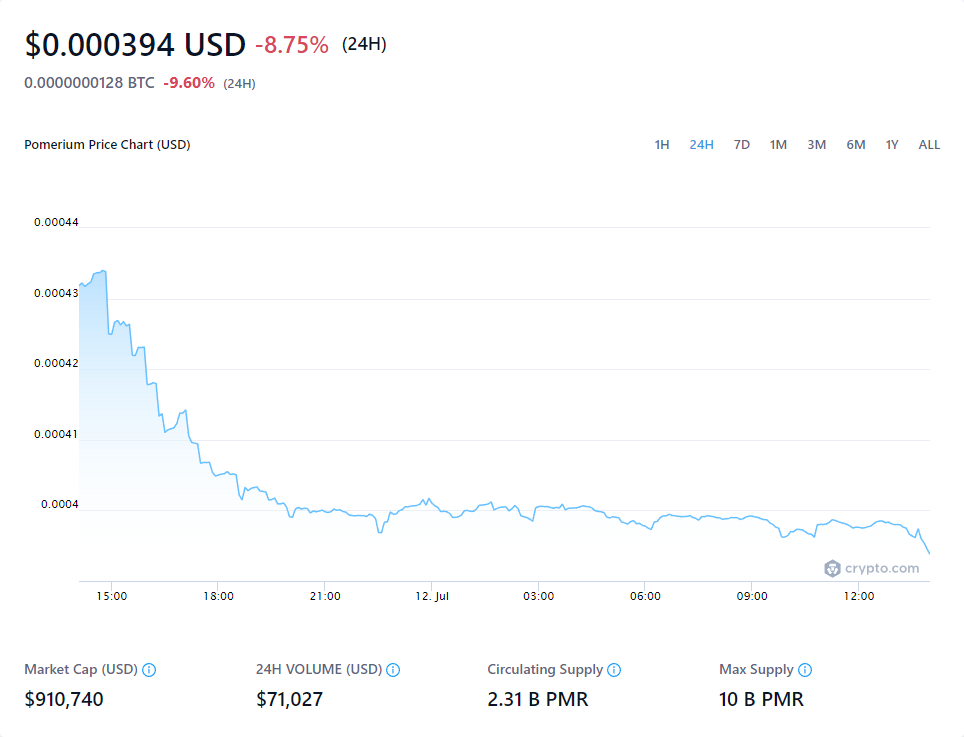 $0.000394 USD -8.75% (24H)
0.0000000128 BTC -9.60% (24H)
Pomerium Price Chart (USD) 1H 24H 7D 1M 3M 6M 1Y ALL
0.00044
0.00043
0.00042
0.00041
0.0004
crypto.com
15:00 18:00 21:00 12. Jul 03:00 06:00 09:00 12:00
Market Cap (USD) 24H VOLUME (USD) Circulating Supply Max Supply
$910,740 $71,027 2.31 B PMR 10 B PMR